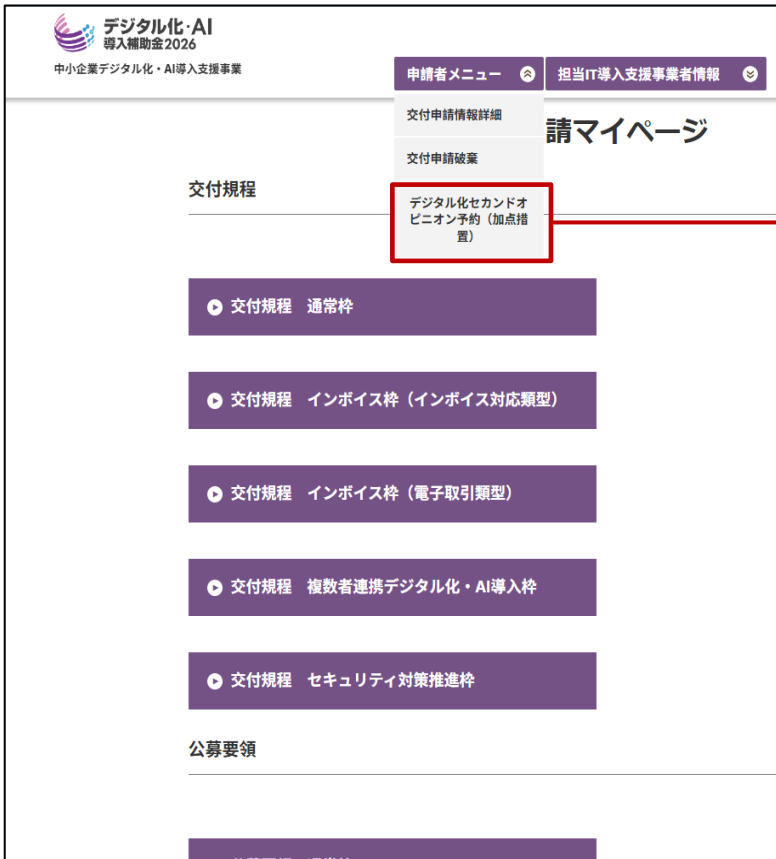 デジタル化・AI
導入補助金2026
中小企業デジタル化・AI導入支援事業
申請者メニュー
担当IT導入支援事業者情報
交付申請情報詳細
交付申請破棄
デジタル化セカンドオ
ピニオン予約（加点措
置）
請マイページ
交付規程
交付規程　通常枠
交付規程　インボイス枠（インボイス対応類型）
交付規程　インボイス枠（電子取引類型）
交付規程　複数者連携デジタル化・AI導入枠
交付規程　セキュリティ対策推進枠
公募要領